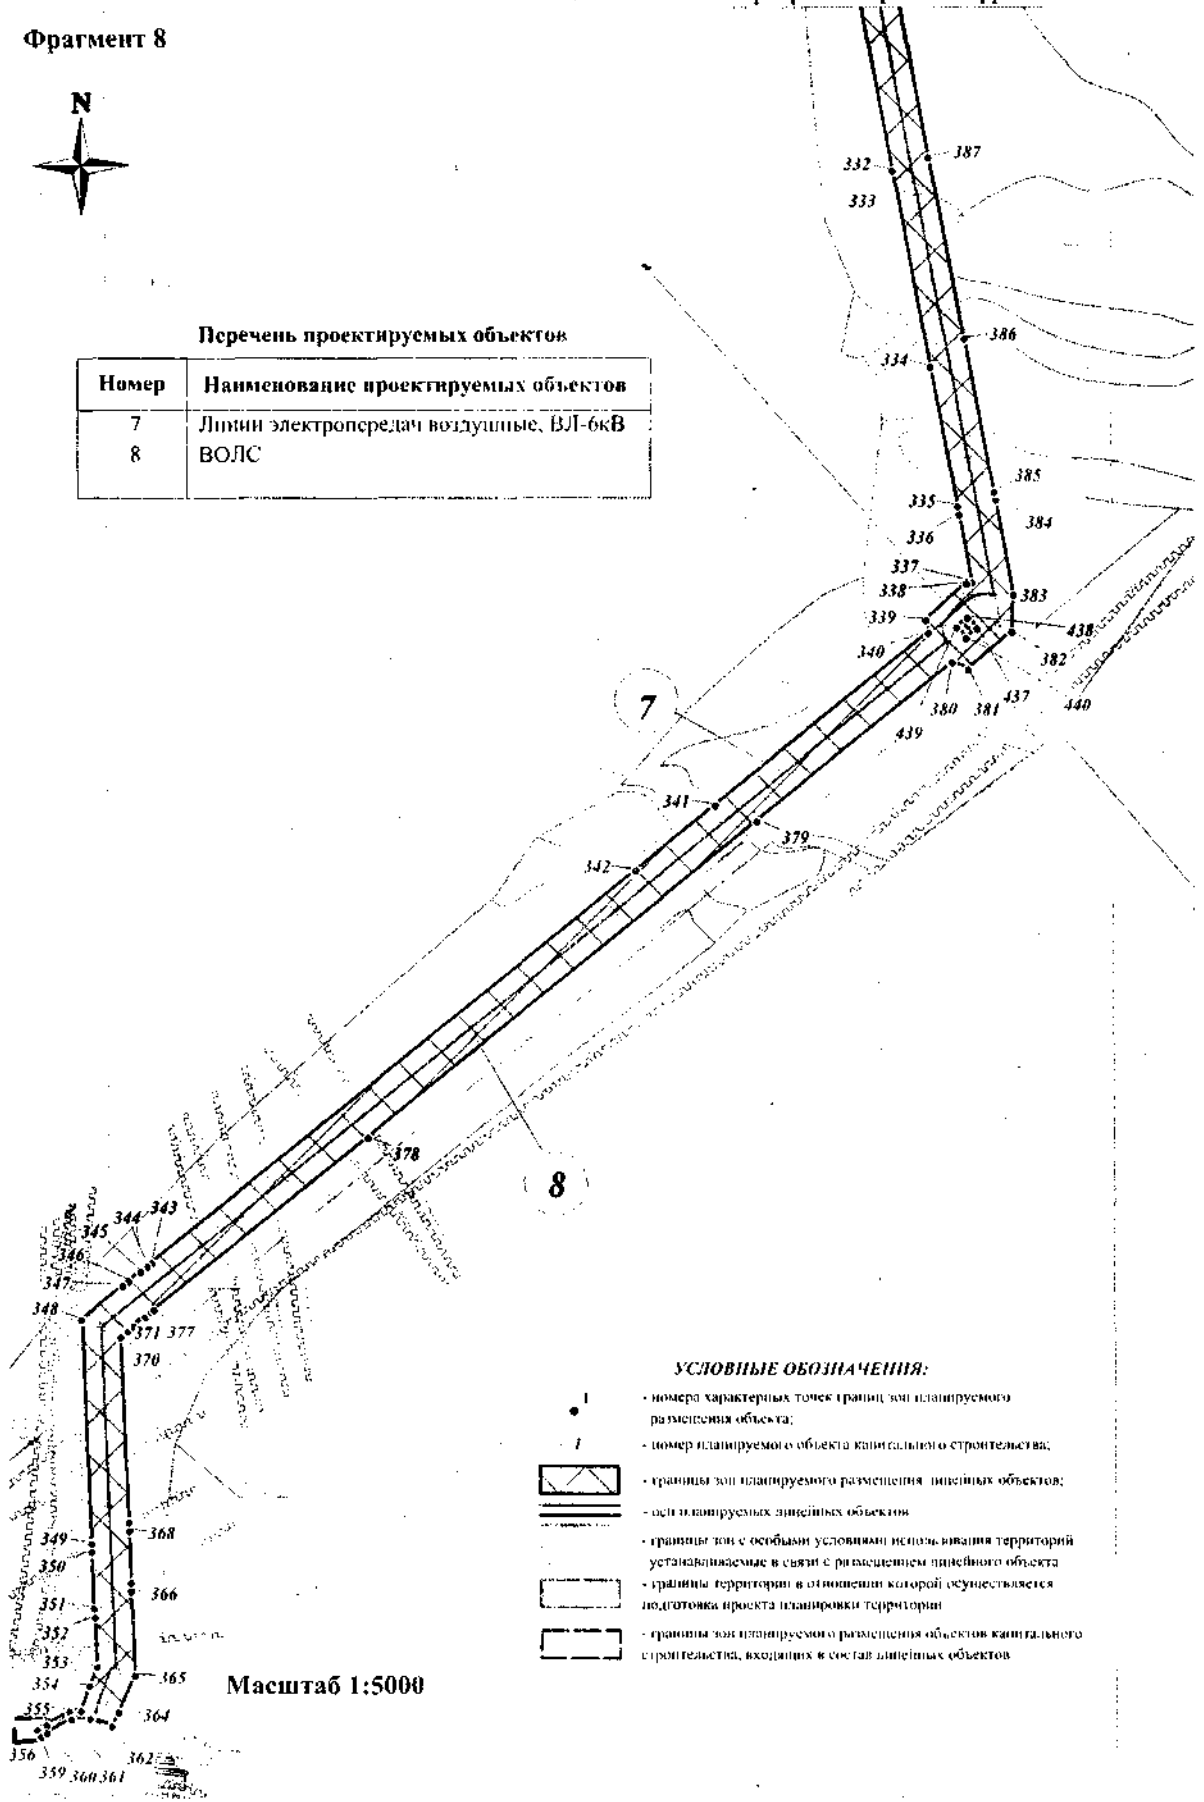 Фрагмент 8
N
Перечень проектируемых объектов
Номер Наименование проектируемых объектов
7 Линии электропередач воздушные, ВЛ-6кВ
8 ВОЛС
387
332
333
386
334
385
335
384
336
337
338
383
339
438
340
382
437
381
380
440
439
7
341
379
342
378
8
343
344
345
346
347
348
371 377
370
349
368
350
366
351
352
353
365
354
355
364
356
362
359 360 361
Масштаб 1:5000
УСЛОВНЫЕ ОБОЗНАЧЕНИЯ:
1 - номера характерных точек границ зон планируемого
размещения объекта;
1 - номер планируемого объекта капитального строительства;
- границы зон планируемого размещения линейных объектов;
- оси планируемых линейных объектов
- границы зон с особыми условиями использования территорий
устанавливаемые в связи с размещением линейного объекта
- границы территории в отношении которой осуществляется
подготовка проекта планировки территории
- границы зон планируемого размещения объектов капитального
строительства, входящих в состав линейных объектов